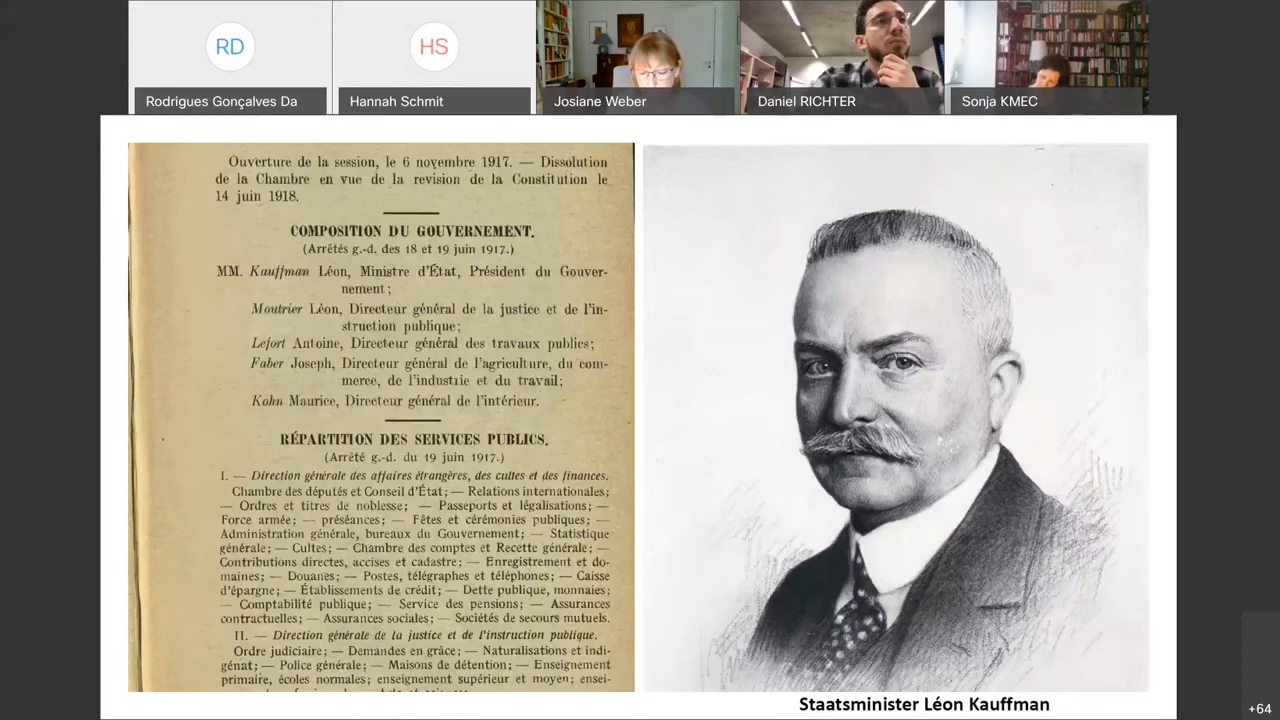 RD
HS
Rodrigues Gonçalves Da
Hannah Schmit
Josiane Weber
Daniel RICHTER
Sonja KMEC
Ouverture de la session, le 6 novembre 1917. — Dissolution
de la Chambre en vue de la revision de la Constitution le
14 juin 1918.
COMPOSITION DU GOUVERNEMENT.
(Arrêtés g.-d. des 18 et 19 juin 1917.)
MM. Kauffman Léon, Ministre d'État, Président du Gouver-
nement;
Moutrier Léon, Directeur général de la justice et de l'in-
struction publique;
Lefort Antoine, Directeur général des travaux publics;
Faber Joseph, Directeur général de l'agriculture, du com-
merce, de l'industrie et du travail;
Kohn Maurice, Directeur général de l'intérieur.
RÉPARTITION DES SERVICES PUBLICS.
(Arrêté g.-d. du 19 juin 1917.)
I. — Direction générale des affaires étrangères, des cultes et des finances.
Chambre des députés et Conseil d'État; — Relations internationales;
— Ordres et titres de noblesse; — Passeports et légalisations; —
Force armée; — préséances; — Fêtes et cérémonies publiques; —
Administration générale, bureaux du Gouvernement; — Statistique
générale; — Cultes; — Chambre des comptes et Recette générale; —
Contributions directes, accises et cadastre; — Enregistrement et do-
maines; — Douanes; — Postes, télégraphes et téléphones; — Caisse
d'épargne; — Établissements de crédit; — Dette publique, monnaies;
— Comptabilité publique; — Service des pensions; — Assurances
contractuelles; — Assurances sociales; — Sociétés de secours mutuels.
II. — Direction générale de la justice et de l'instruction publique.
Ordre judiciaire; — Demandes en grâce; — Naturalisations et indi-
génat; — Police générale; — Maisons de détention; — Enseignement
primaire, écoles normales; enseignement supérieur et moyen; ensei-
Staatsminister Léon Kauffman
+64